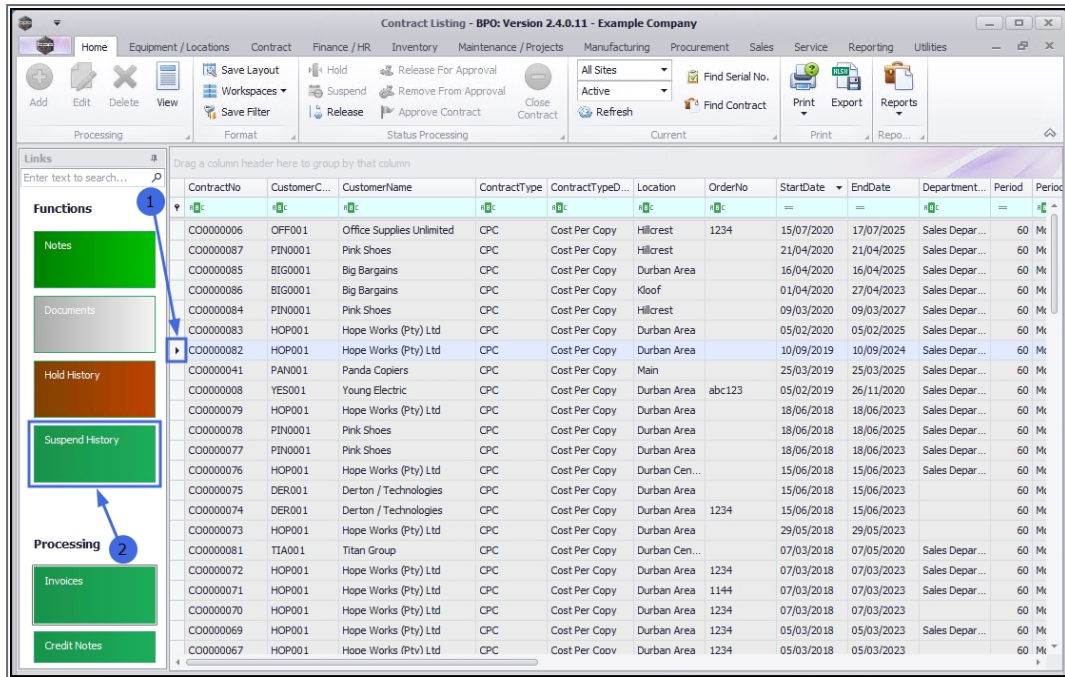 Contract Listing - BPO: Version 2.4.0.11 - Example Company
Home Equipment / Locations Contract Finance / HR Inventory Maintenance / Projects Manufacturing Procurement Sales Service Reporting Utilities
Add Edit Delete View
Save Layout
Workspaces
Save Filter
Hold
Suspend
Release
Release For Approval
Remove From Approval
Approve Contract
Close Contract
All Sites
Active
Refresh
Find Serial No.
Find Contract
Print Export Reports
Processing Format Status Processing Current Print Repo...
Links
Enter text to search...
Functions
Notes
Documents
Hold History
Suspend History
Processing
Invoices
Credit Notes
1
2
Drag a column header here to group by that column
ContractNo CustomerC... CustomerName ContractType ContractTypeD... Location OrderNo StartDate EndDate Department... Period Period
CO0000006 OFF001 Office Supplies Unlimited CPC Cost Per Copy Hillcrest 1234 15/07/2020 17/07/2025 Sales Depar... 60 Mo
CO0000087 PIN0001 Pink Shoes CPC Cost Per Copy Hillcrest 21/04/2020 21/04/2025 Sales Depar... 60 Mo
CO0000085 BIG0001 Big Bargains CPC Cost Per Copy Durban Area 16/04/2020 16/04/2025 Sales Depar... 60 Mo
CO0000086 BIG0001 Big Bargains CPC Cost Per Copy Kloof 01/04/2020 27/04/2023 Sales Depar... 60 Mo
CO0000084 PIN0001 Pink Shoes CPC Cost Per Copy Hillcrest 09/03/2020 09/03/2027 Sales Depar... 60 Mo
CO0000083 HOP001 Hope Works (Pty) Ltd CPC Cost Per Copy Durban Area 05/02/2020 05/02/2025 Sales Depar... 60 Mo
CO0000082 HOP001 Hope Works (Pty) Ltd CPC Cost Per Copy Durban Area 10/09/2019 10/09/2024 Sales Depar... 60 Mo
CO0000041 PAN001 Panda Copiers CPC Cost Per Copy Main 25/03/2019 25/03/2025 Sales Depar... 60 Mo
CO0000008 YES001 Young Electric CPC Cost Per Copy Durban Area abc123 05/02/2019 26/11/2020 Sales Depar... 60 Mo
CO0000079 HOP001 Hope Works (Pty) Ltd CPC Cost Per Copy Durban Area 18/06/2018 18/06/2023 Sales Depar... 60 Mo
CO0000078 PIN0001 Pink Shoes CPC Cost Per Copy Durban Area 18/06/2018 18/06/2025 Sales Depar... 60 Mo
CO0000077 PIN0001 Pink Shoes CPC Cost Per Copy Durban Area 18/06/2018 18/06/2023 Sales Depar... 60 Mo
CO0000076 HOP001 Hope Works (Pty) Ltd CPC Cost Per Copy Durban Cen... 15/06/2018 15/06/2023 Sales Depar... 60 Mo
CO0000075 DER001 Derton / Technologies CPC Cost Per Copy Durban Area 15/06/2018 15/06/2023 60 Mo
CO0000074 DER001 Derton / Technologies CPC Cost Per Copy Durban Area 1234 15/06/2018 15/06/2023 60 Mo
CO0000073 HOP001 Hope Works (Pty) Ltd CPC Cost Per Copy Durban Area 29/05/2018 29/05/2023 60 Mo
CO0000081 TIA001 Titan Group CPC Cost Per Copy Durban Cen... 07/03/2018 07/05/2020 Sales Depar... 60 Mo
CO0000072 HOP001 Hope Works (Pty) Ltd CPC Cost Per Copy Durban Area 1234 07/03/2018 07/03/2023 Sales Depar... 60 Mo
CO0000071 HOP001 Hope Works (Pty) Ltd CPC Cost Per Copy Durban Area 1144 07/03/2018 07/03/2023 Sales Depar... 60 Mo
CO0000070 HOP001 Hope Works (Pty) Ltd CPC Cost Per Copy Durban Area 1234 07/03/2018 07/03/2023 60 Mo
CO0000069 HOP001 Hope Works (Pty) Ltd CPC Cost Per Copy Durban Area 1234 05/03/2018 05/03/2023 Sales Depar... 60 Mo
CO0000067 HOP001 Hope Works (Pty) Ltd CPC Cost Per Copy Durban Area 1234 05/03/2018 05/03/2023 60 Mo